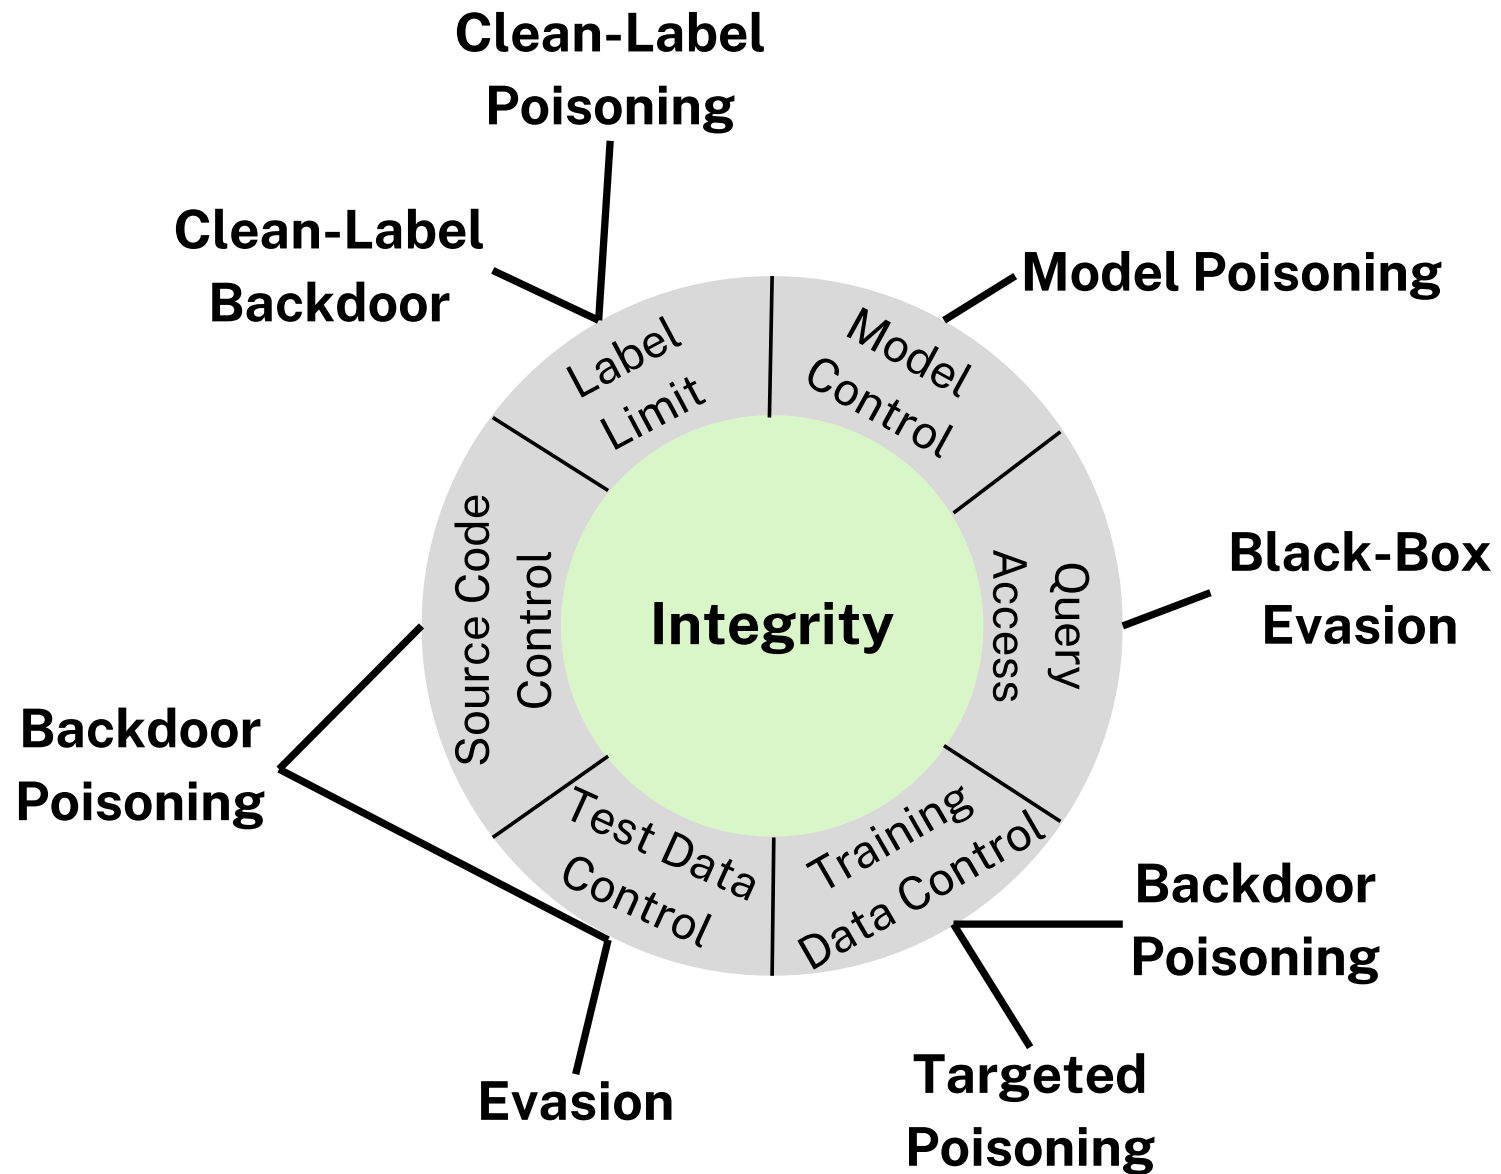 Clean-Label
Poisoning
Clean-Label
Backdoor
Model Poisoning
Label
Limit
Model
Control
Source Code
Control
Integrity
Query
Access
Black-Box
Evasion
Backdoor
Poisoning
Test Data
Control
Training
Data Control
Backdoor
Poisoning
Evasion
Targeted
Poisoning